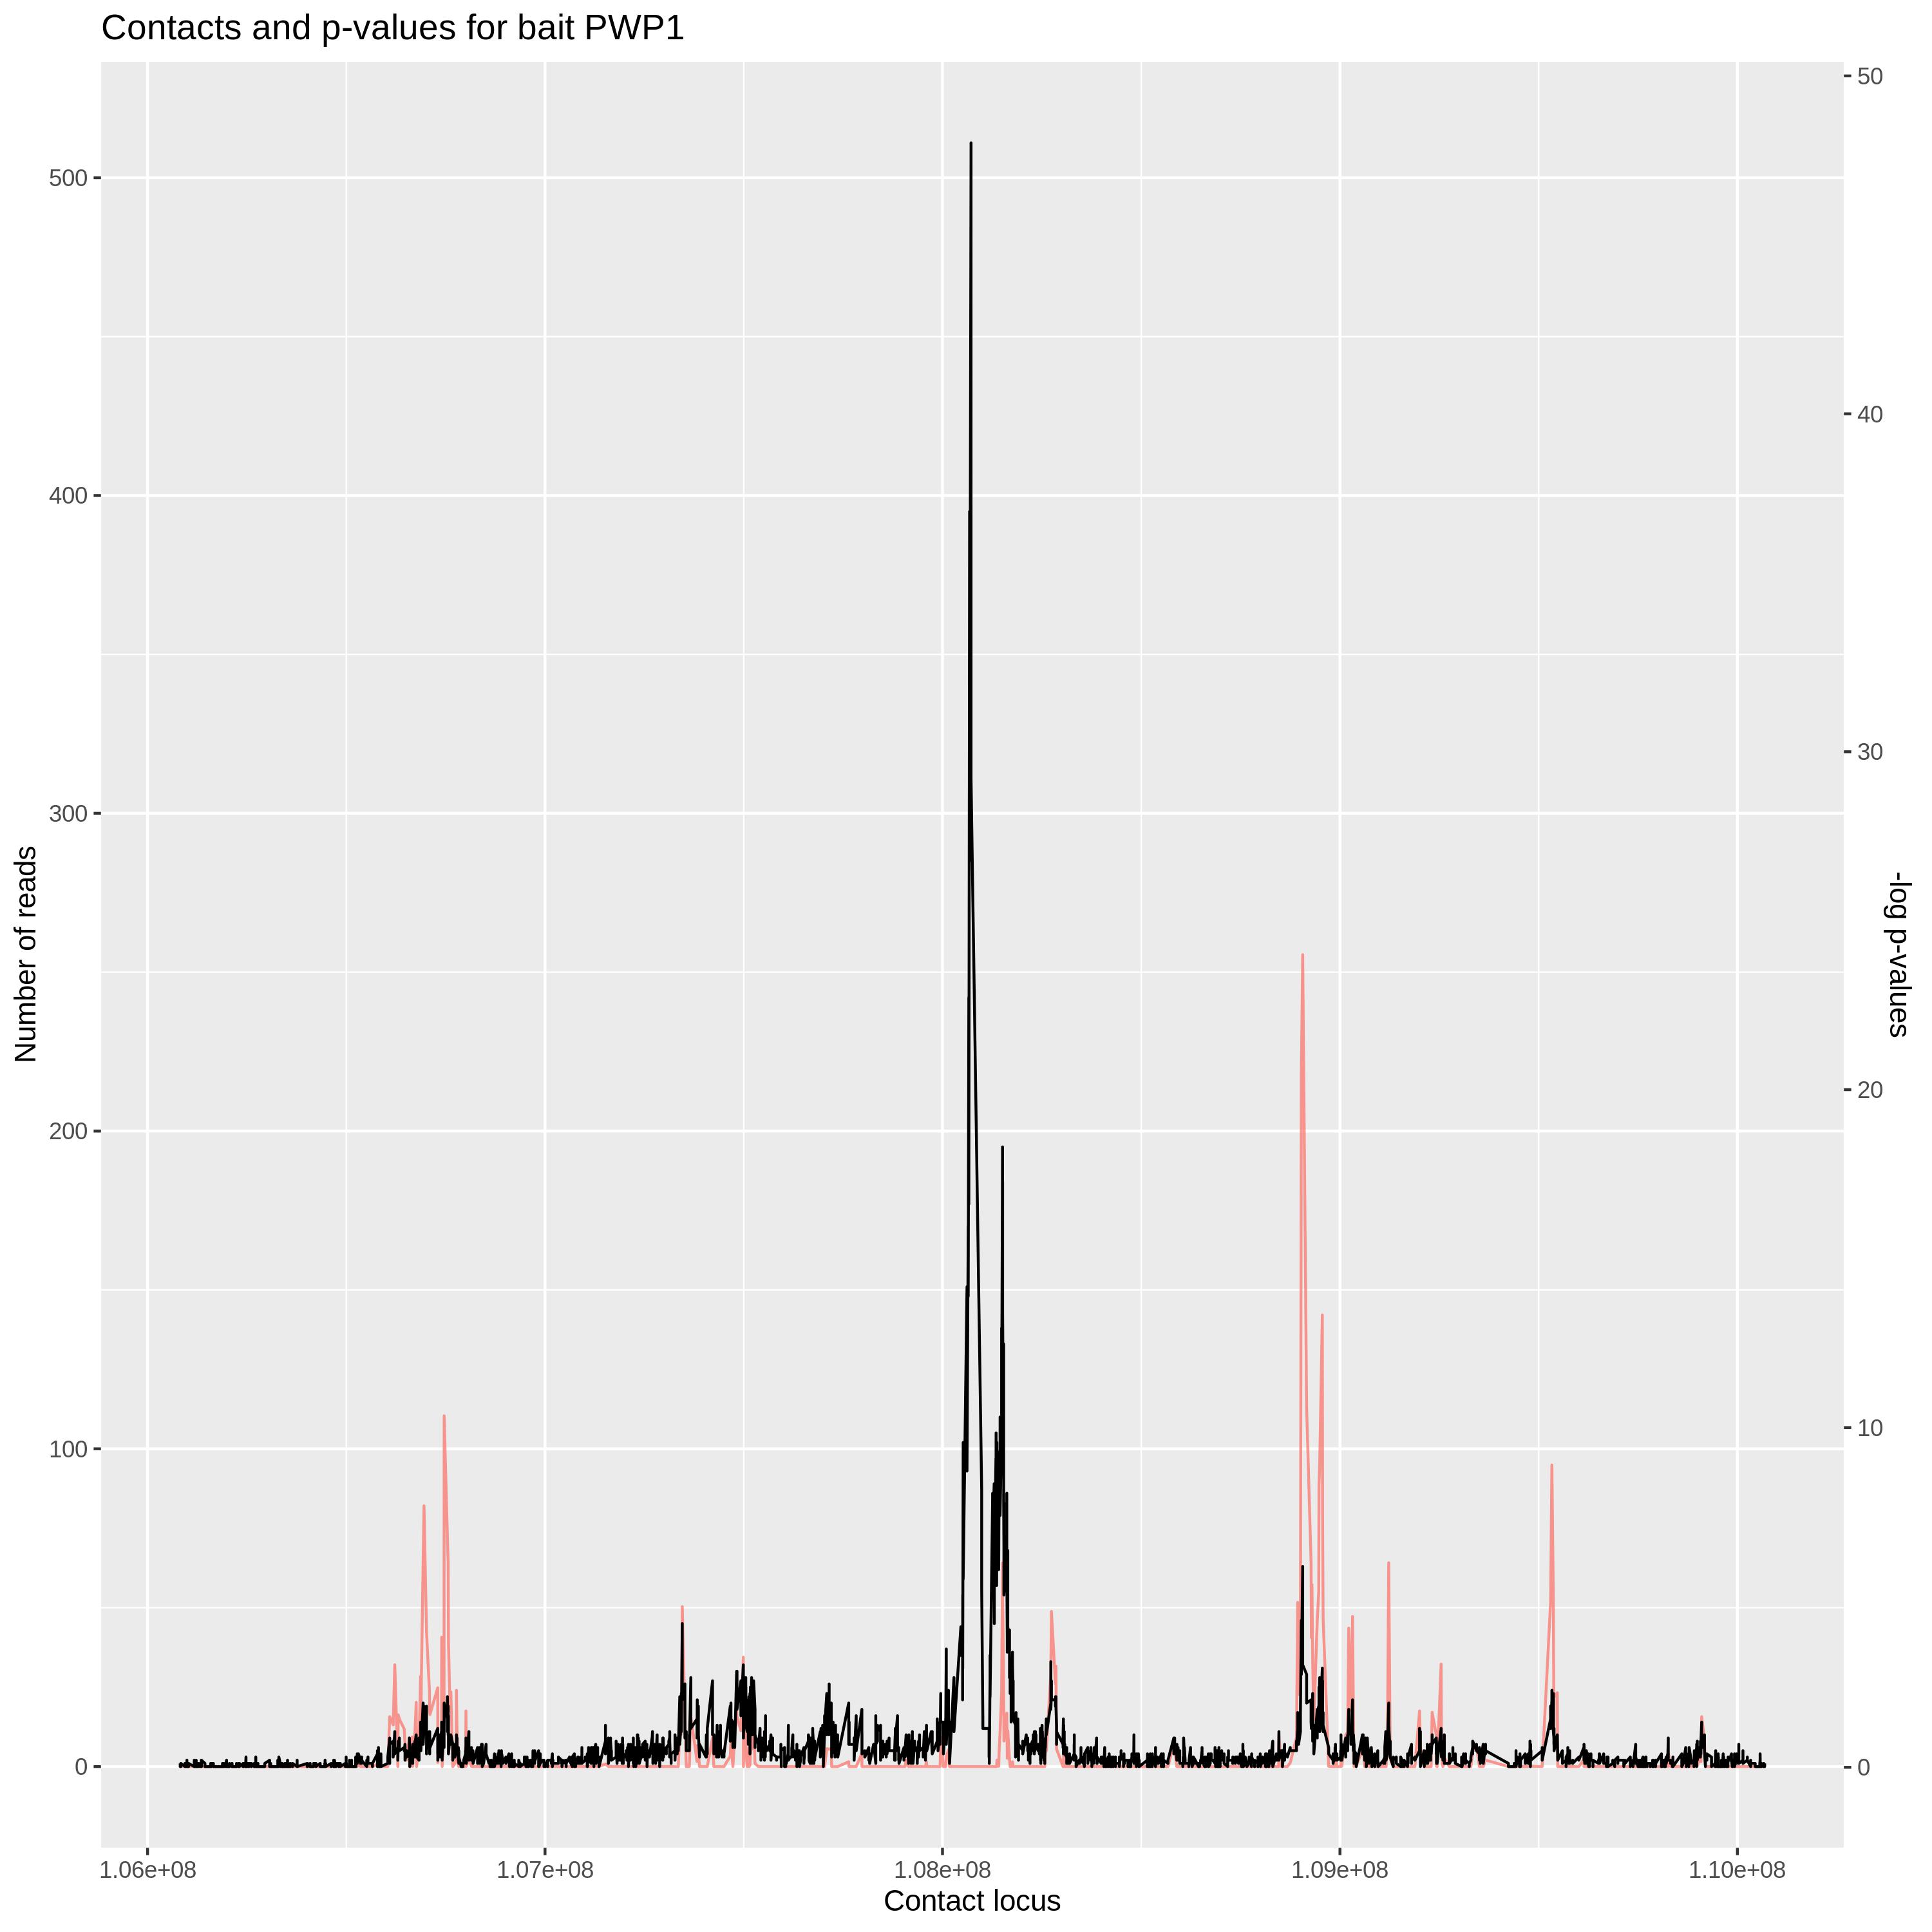 Contacts and p-values for bait PWP1
50
500
40
400
30
300
Number of reads
-log p-values
20
200
10
100
0
0
1.06e+08
1.07e+08
1.08e+08
1.09e+08
1.10e+08
Contact locus